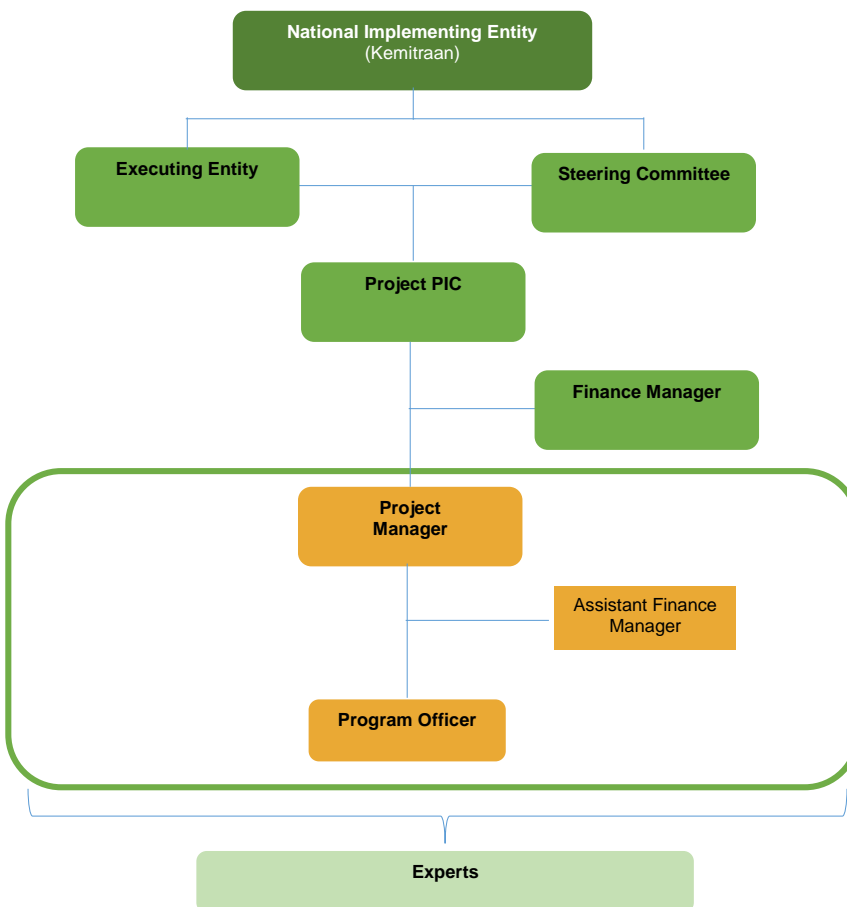 National Implementing Entity
(Kemitraan)
Executing Entity
Steering Committee
Project PIC
Finance Manager
Project
Manager
Assistant Finance
Manager
Program Officer
Experts